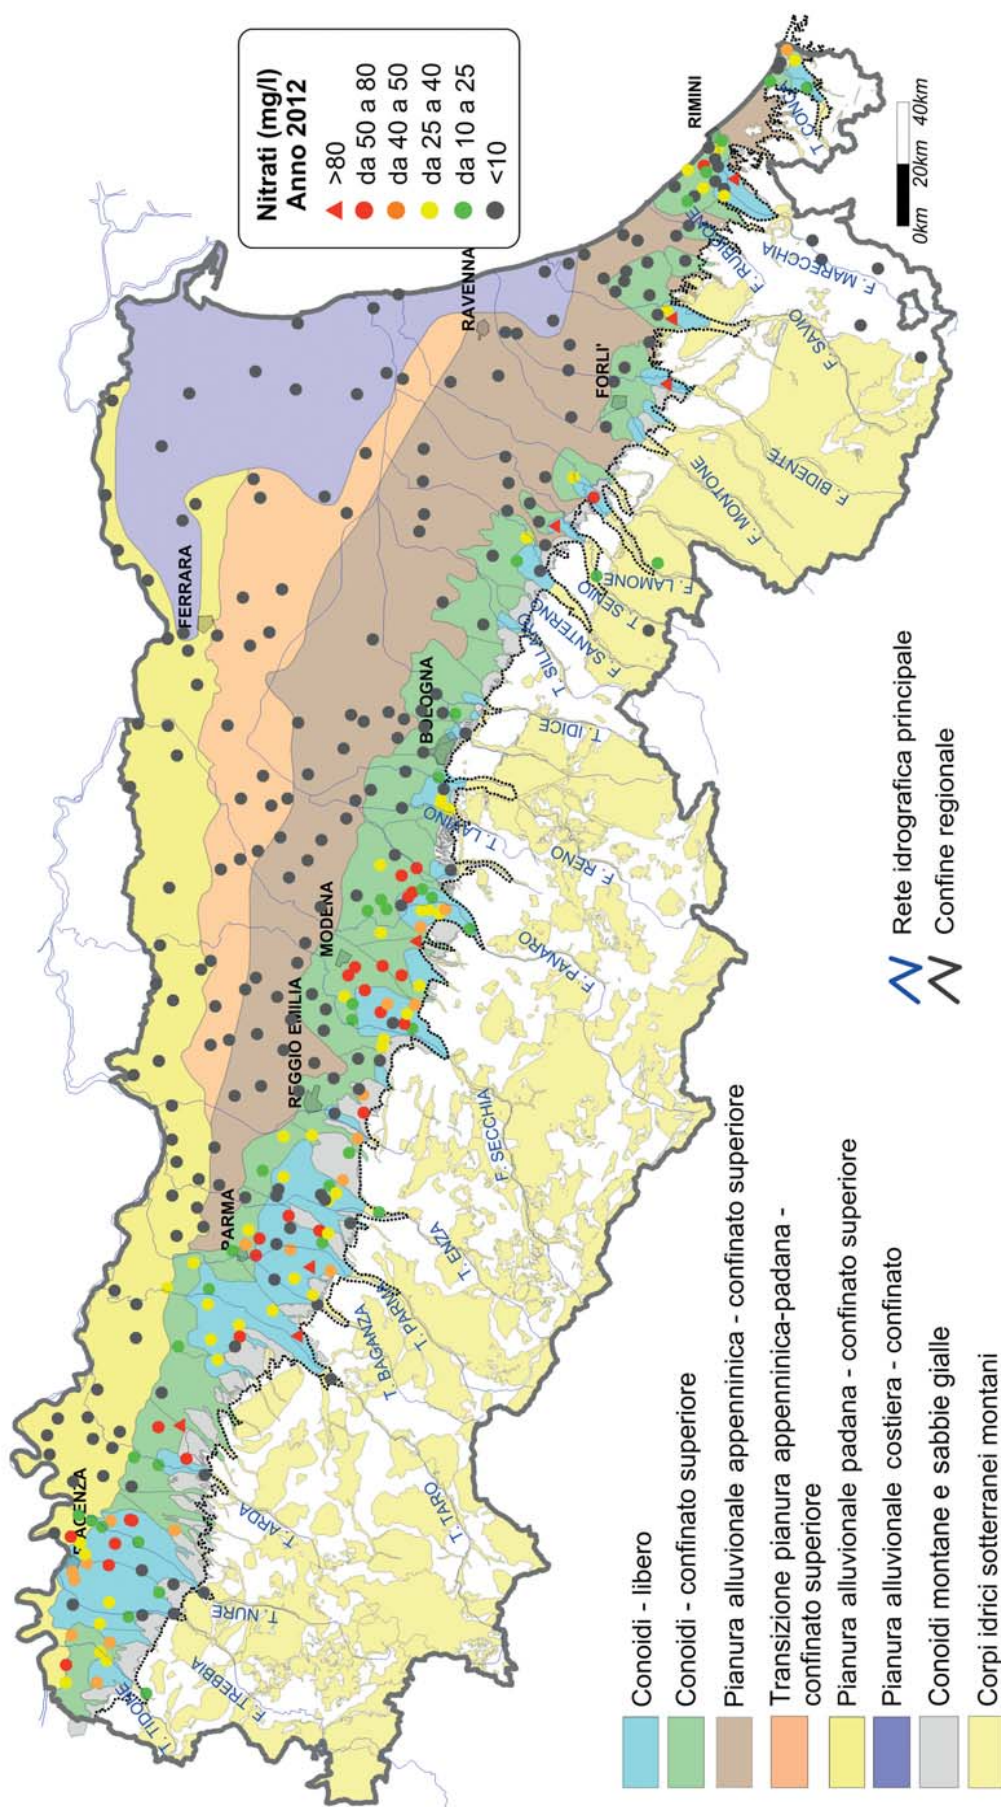 Nitrati (mg/l)
Anno 2012
>80
da 50 a 80
da 40 a 50
da 25 a 40
da 10 a 25
<10
PARMA
REGGIO EMILIA
MODENA
BOLOGNA
FERRARA
RAVENNA
FORLI'
RIMINI
T. TIDONE
F. TREBBIA
T. NURE
T. ARDA
T. TARO
T. BAGANZA
T. PARMA
T. ENZA
F. SECCHIA
F. PANARO
T. LAVINO
F. RENO
T. IDICE
F. SANTERNO
T. SENIO
F. LAMONE
F. MONTONE
F. BIDENTE
F. SAVIO
F. RUBICONE
F. MARECCHIA
T. CONCA
0km 20km 40km
Conoidi - libero
Conoidi - confinato superiore
Pianura alluvionale appenninica - confinato superiore
Transizione pianura appenninica-padana -
confinato superiore
Pianura alluvionale padana - confinato superiore
Pianura alluvionale costiera - confinato
Conoidi montane e sabbie gialle
Corpi idrici sotterranei montani
Rete idrografica principale
Confine regionale